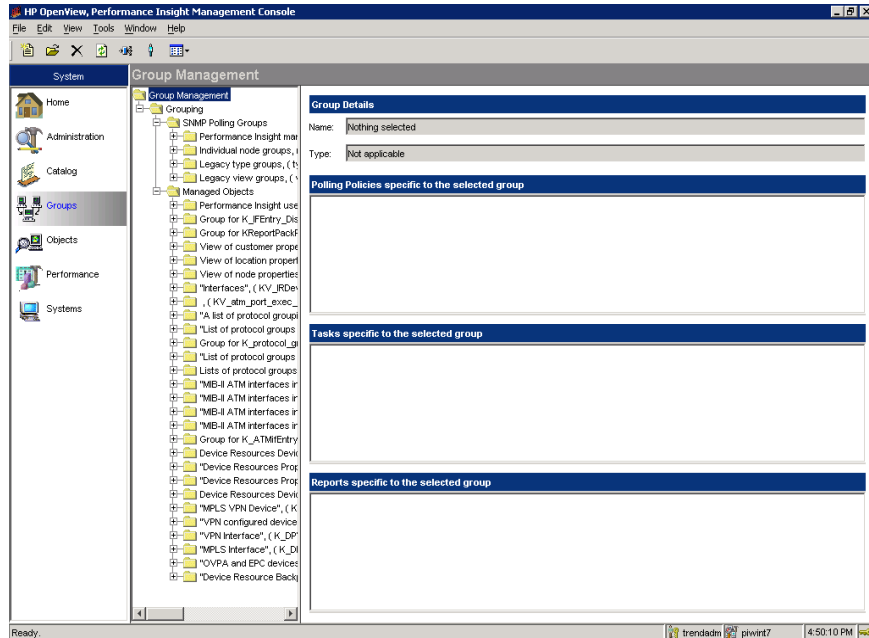 HP OpenView, Performance Insight Management Console
File Edit View Tools Window Help
System
Group Management
Home
Administration
Catalog
Groups
Objects
Performance
Systems
Group Management
Grouping
SNMP Polling Groups
Performance Insight mar
Individual node groups,
Legacy type groups, ( ty
Legacy view groups, (
Managed Objects
Performance Insight use
Group for K_IFEntry_Dis
Group for KReportPackF
View of customer prope
View of location propert
View of node properties
"Interfaces", ( KV_IRDev
, ( KV_atm_port_exec_
"A list of protocol groupi
"List of protocol groups
Group for K_protocol_gr
"List of protocol groups
Lists of protocol groups
"MIB-II ATM interfaces ir
"MIB-II ATM interfaces ir
"MIB-II ATM interfaces ir
"MIB-II ATM interfaces ir
Group for K_ATMifEntry
Device Resources Devic
"Device Resources Prop
"Device Resources Prop
Device Resources Devic
"MPLS VPN Device", ( K
"VPN configured device
"VPN Interface", ( K_DP
"MPLS Interface", ( K_DI
"OVPA and EPC devices
"Device Resource Back
Group Details
Name: Nothing selected
Type: Not applicable
Polling Policies specific to the selected group
Tasks specific to the selected group
Reports specific to the selected group
Ready.
trendadm
piwint7
4:50:10 PM